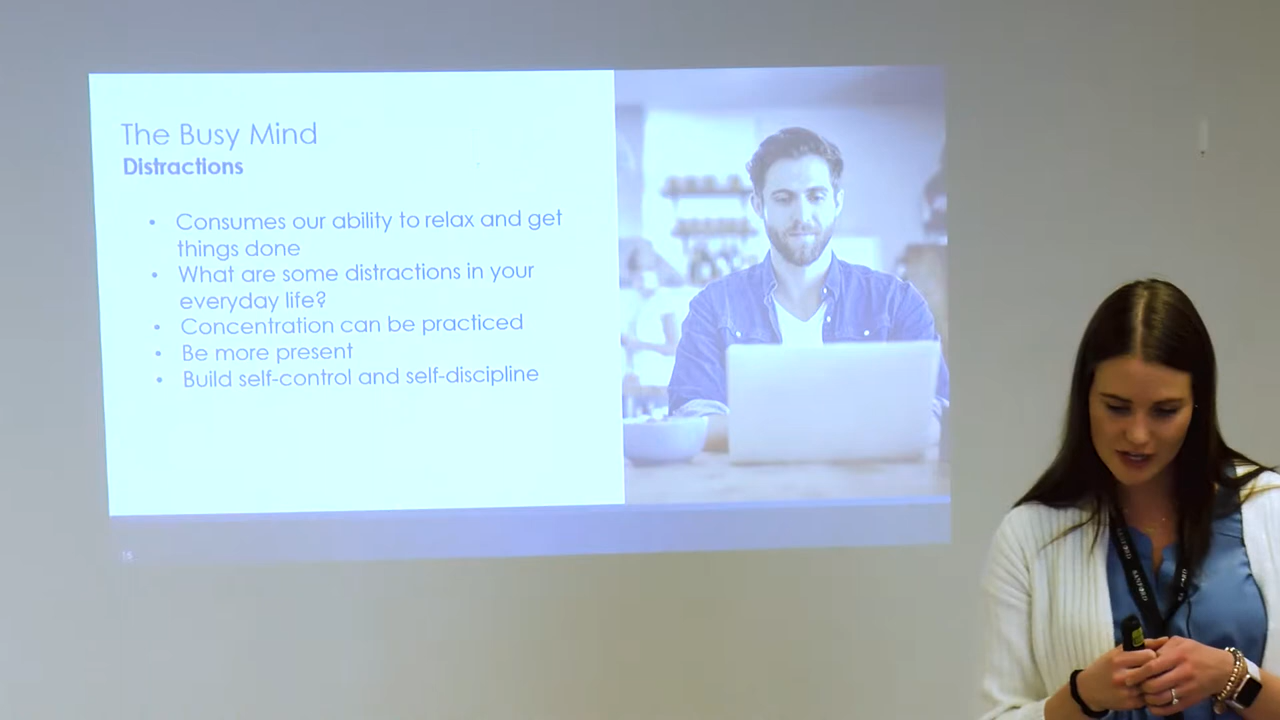 The Busy Mind
Distractions
• Consumes our ability to relax and get
things done
• What are some distractions in your
everyday life?
• Concentration can be practiced
• Be more present
• Build self-control and self-discipline
SANFORD